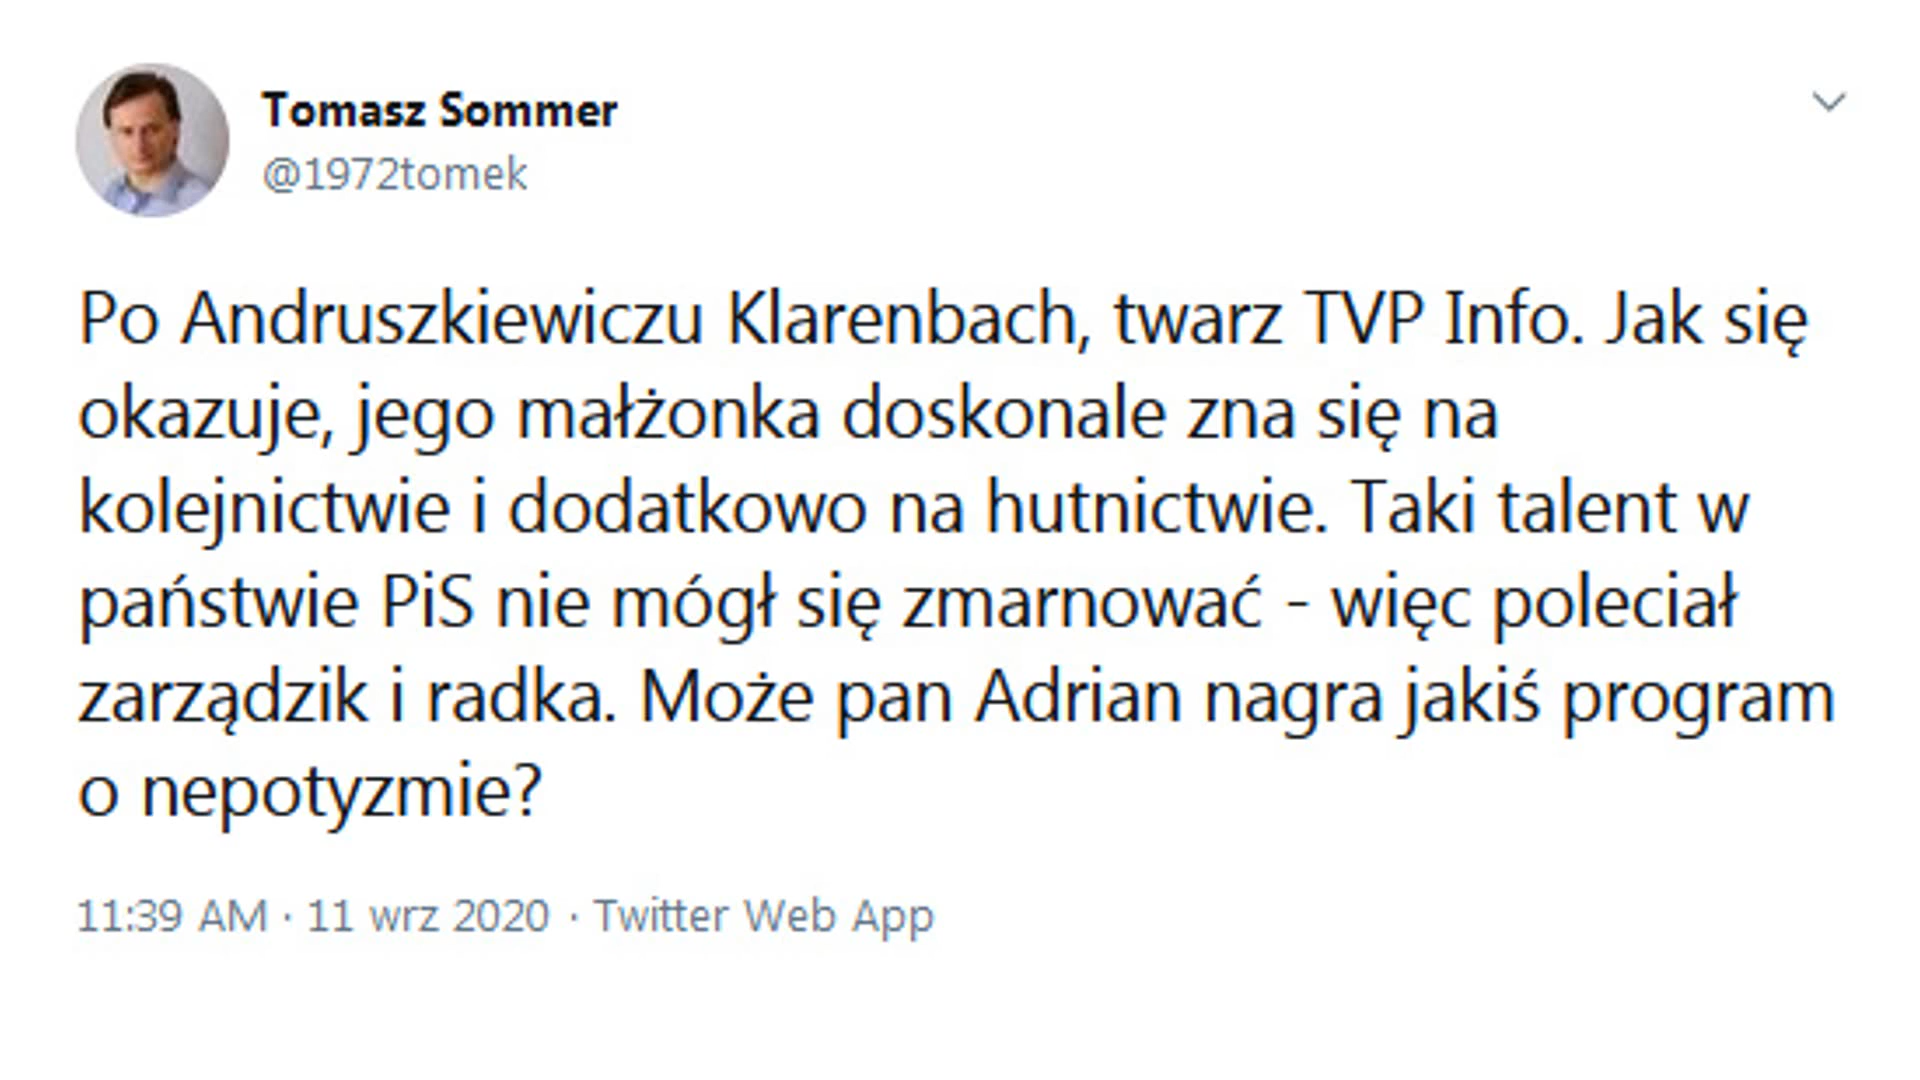 Tomasz Sommer
@1972tomek
Po Andruszkiewiczu Klarenbach, twarz TVP Info. Jak się
okazuje, jego małżonka doskonale zna się na
kolejnictwie i dodatkowo na hutnictwie. Taki talent w
państwie PiS nie mógł się zmarnować - więc poleciał
zarządzik i radka. Może pan Adrian nagra jakiś program
o nepotyzmie?
11:39 AM · 11 wrz 2020 · Twitter Web App